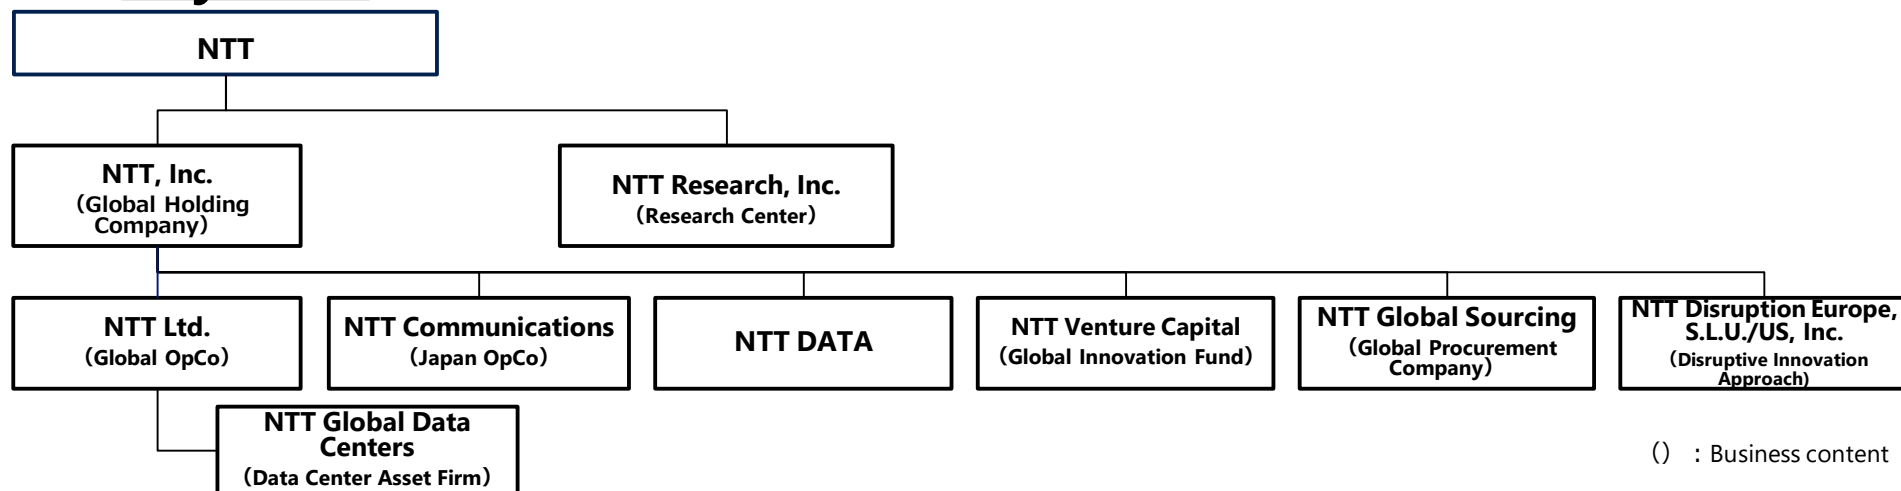 NTT
NTT, Inc.
（Global Holding
Company）
NTT Research, Inc.
（Research Center）
NTT Ltd.
（Global OpCo）
NTT Communications
（Japan OpCo）
NTT DATA
NTT Venture Capital
（Global Innovation Fund）
NTT Global Sourcing
（Global Procurement
Company）
NTT Disruption Europe,
S.L.U./US, Inc.
（Disruptive Innovation
Approach）
NTT Global Data
Centers
（Data Center Asset Firm）
（） : Business content